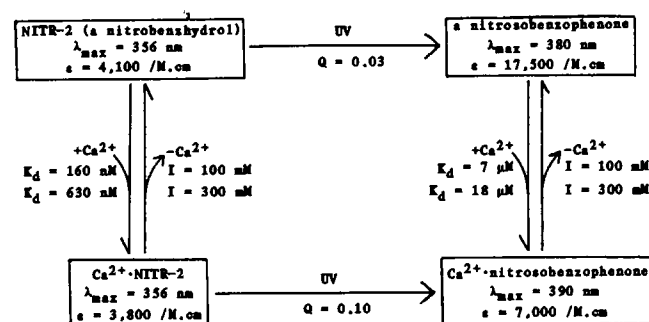 NITR-2 (a nitrobenzhydrol)
λmax = 356 nm
ε = 4,100 /M.cm
UV
Q = 0.03
a nitrosobenzophenone
λmax = 380 nm
ε = 17,500 /M.cm
+Ca2+
-Ca2+
Kd = 160 nM
I = 100 mM
Kd = 630 nM
I = 300 mM
+Ca2+
-Ca2+
Kd = 7 μM
I = 100 mM
Kd = 18 μM
I = 300 mM
Ca2+·NITR-2
λmax = 356 nm
ε = 3,800 /M.cm
UV
Q = 0.10
Ca2+·nitrosobenzophenone
λmax = 390 nm
ε = 7,000 /M.cm